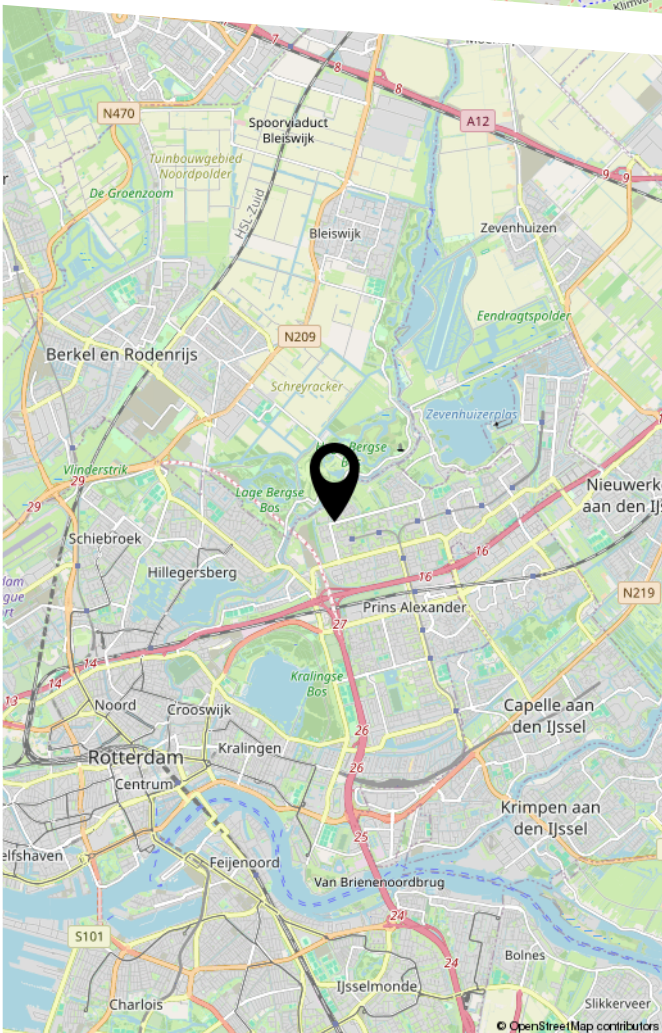 7
8
8
N470
A12
Spoorviaduct
Bleiswijk
Tuinbouwgebied
Noordpolder
9
9
De Groenzoom
HSL-Zuid
Bleiswijk
Zevenhuizen
Eendragtspolder
N209
Berkel en Rodenrijs
Schreyracker
Zevenhuizerplas
Bergse
Vlinderstrik
29
29
Lage Bergse
Bos
Nieuwerk
aan den IJs
Schiebroek
16
16
Hillegersberg
N219
Prins Alexander
27
14
14
13
Kralingse
Bos
Noord
Crooswijk
Capelle aan
den IJssel
26
26
Kralingen
Rotterdam
Centrum
Krimpen aan
den IJssel
25
elfshaven
Feijenoord
Van Brienenoordbrug
24
24
S101
Bolnes
IJsselmonde
Charlois
Slikkerveer
© OpenStreetMap contributors